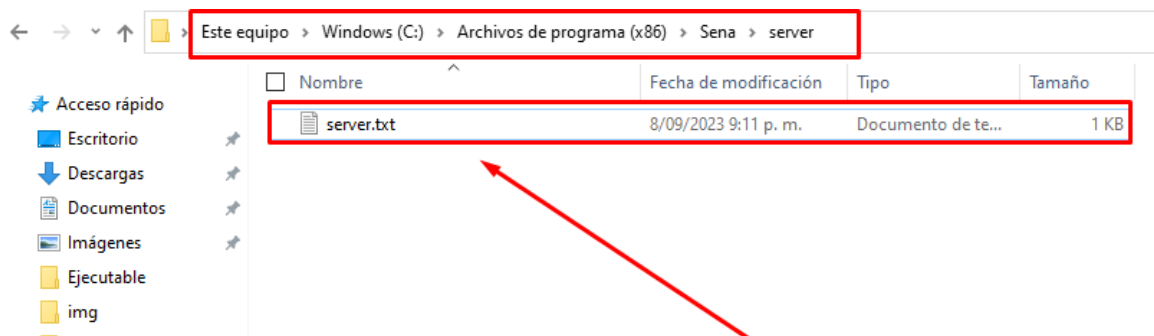 Este equipo > Windows (C:) > Archivos de programa (x86) > Sena > server
Nombre Fecha de modificación Tipo Tamaño
Acceso rápido
server.txt 8/09/2023 9:11 p. m. Documento de te... 1 KB
Escritorio
Descargas
Documentos
Imágenes
Ejecutable
img